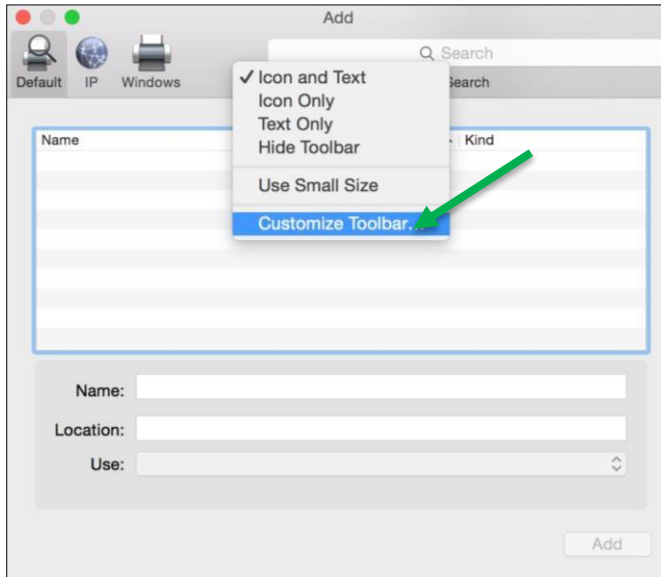 Add
Default IP Windows
Search
Search
✓ Icon and Text
Icon Only
Text Only
Hide Toolbar
Use Small Size
Customize Toolbar...
Name Kind
Name:
Location:
Use:
Add